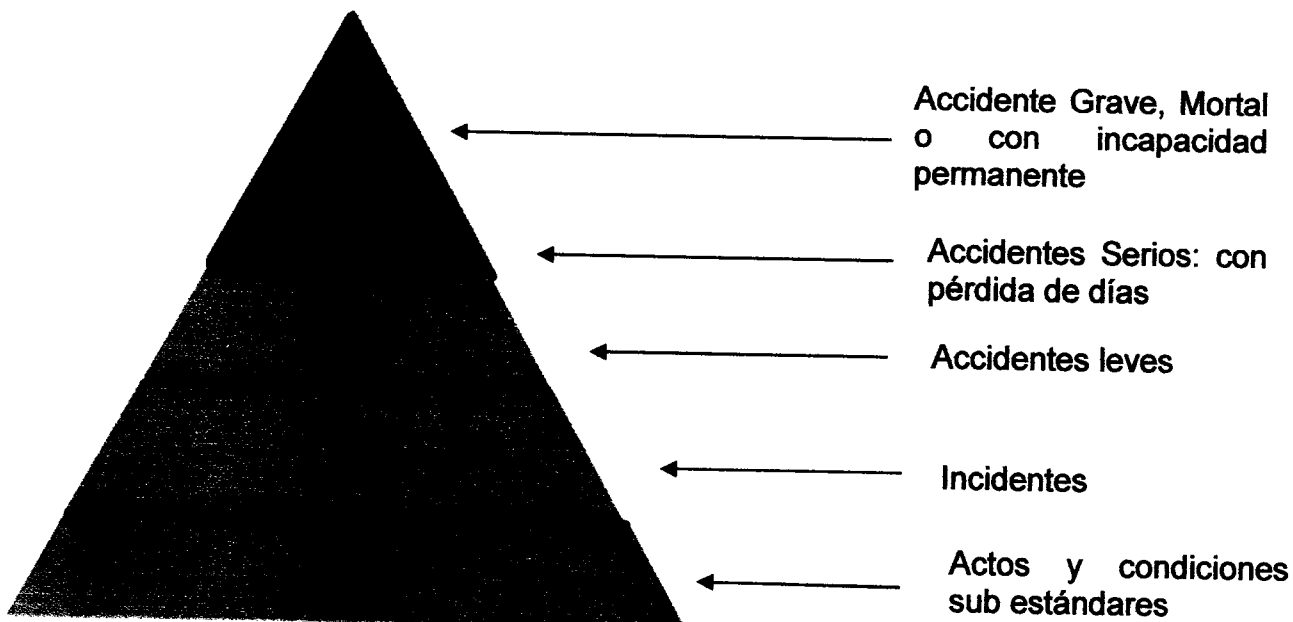 Accidente Grave, Mortal
o con incapacidad
permanente
Accidentes Serios: con
pérdida de días
Accidentes leves
Incidentes
Actos y condiciones
sub estándares